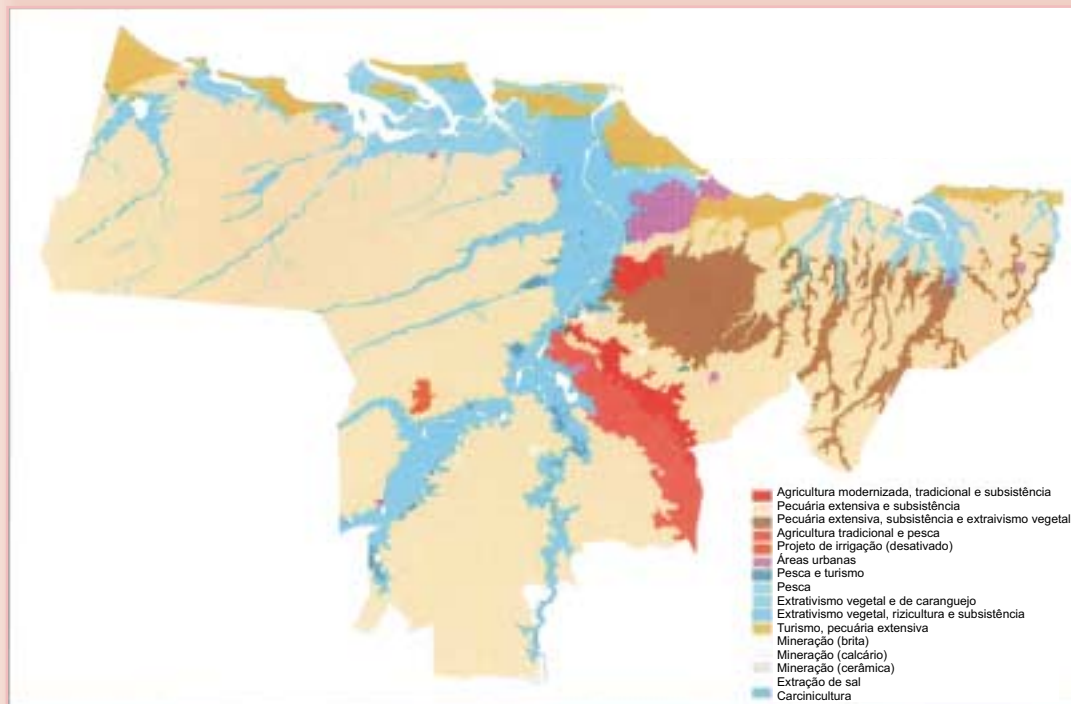 Agricultura modernizada, tradicional e subsistência
Pecuária extensiva e subsistência
Pecuária extensiva, subsistência e extraivismo vegetal
Agricultura tradicional e pesca
Projeto de irrigação (desativado)
Áreas urbanas
Pesca e turismo
Pesca
Extrativismo vegetal e de caranguejo
Extrativismo vegetal, rizicultura e subsistência
Turismo, pecuária extensiva
Mineração (brita)
Mineração (calcário)
Mineração (cerâmica)
Extração de sal
Carcinicultura